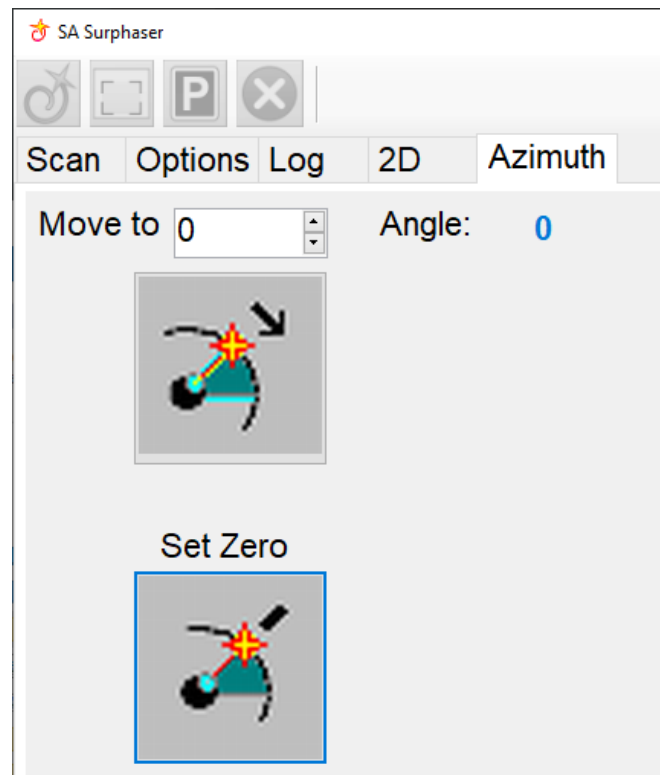 SA Surphaser
P
Scan Options Log 2D Azimuth
Move to 0 Angle: 0
Set Zero